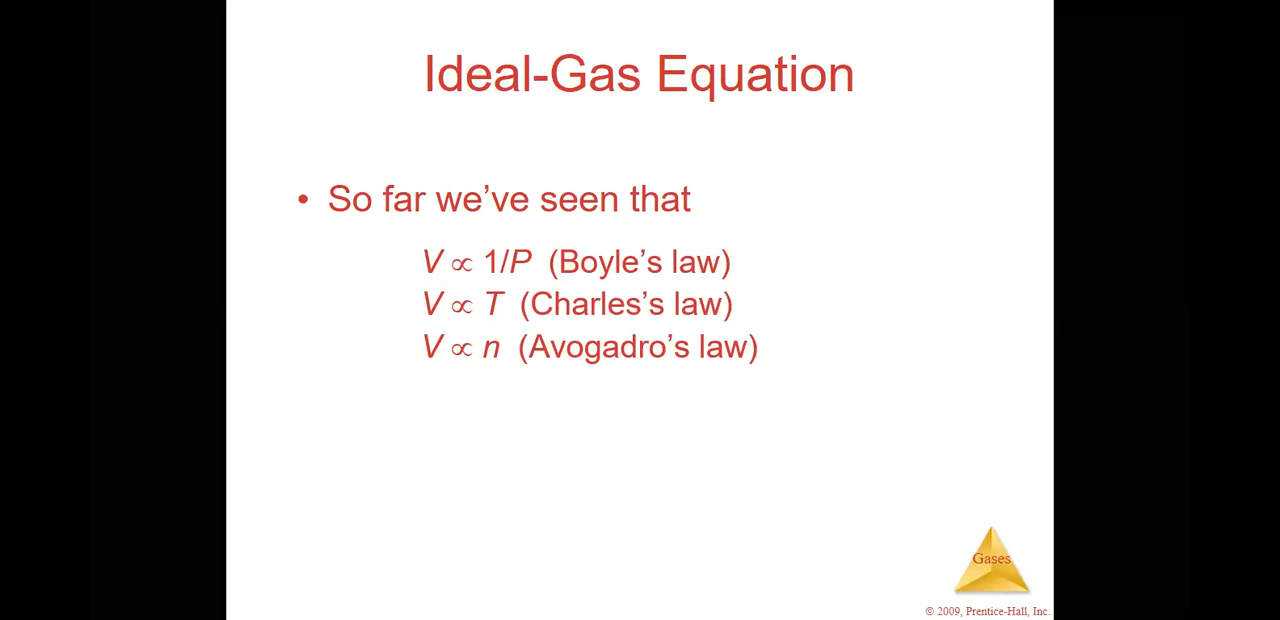 Ideal-Gas Equation
• So far we’ve seen that
V ∝ 1/P (Boyle’s law)
V ∝ T (Charles’s law)
V ∝ n (Avogadro’s law)
Gases
© 2009, Prentice-Hall, Inc.